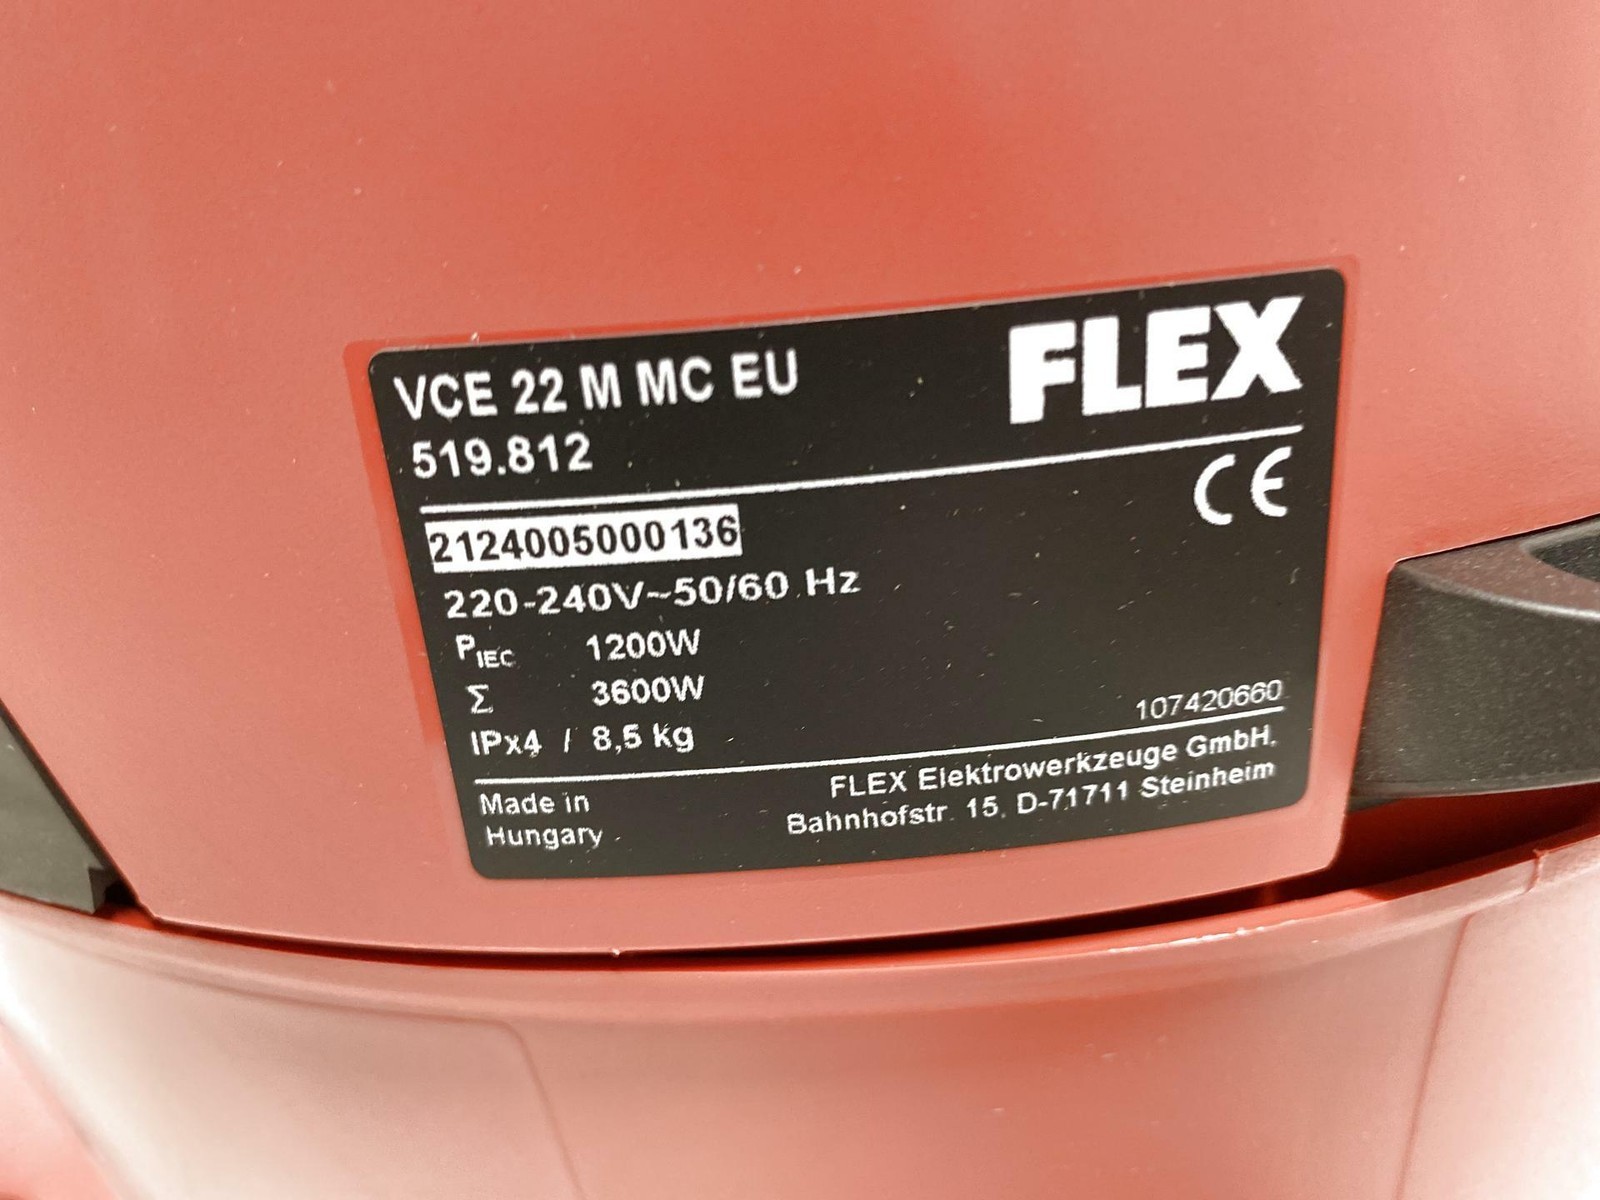 VCE 22 M MC EU
FLEX
519.812
CE
2124005000136
220-240V~50/60 Hz
PIEC 1200W
Σ 3600W
IPx4 / 8,5 kg
107420660
Made in
Hungary
FLEX Elektrowerkzeuge GmbH.
Bahnhofstr. 15, D-71711 Steinheim